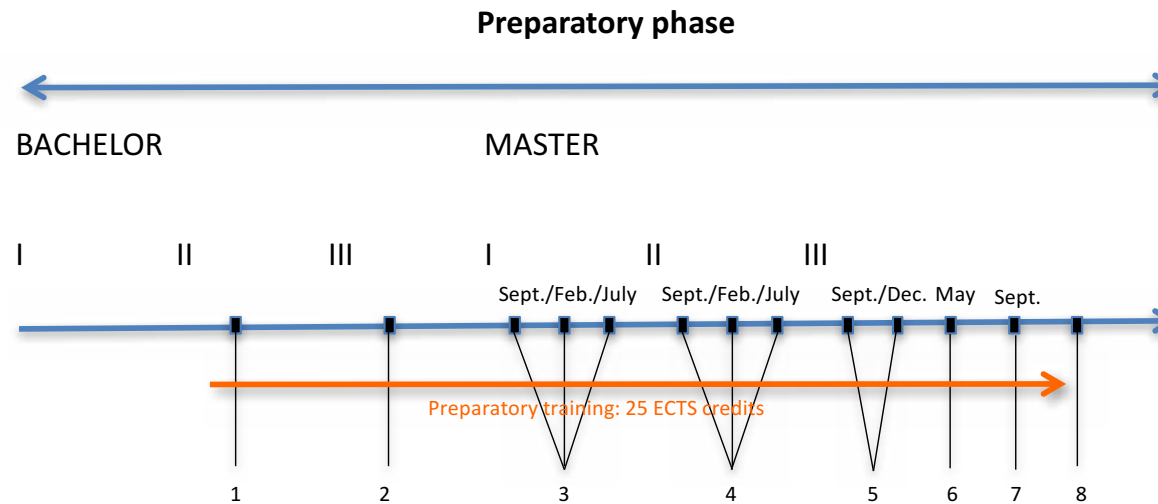 Preparatory phase
BACHELOR MASTER
I II III I II III
Sept./Feb./July Sept./Feb./July Sept./Dec. May Sept.
Preparatory training: 25 ECTS credits
1 2 3 4 5 6 7 8